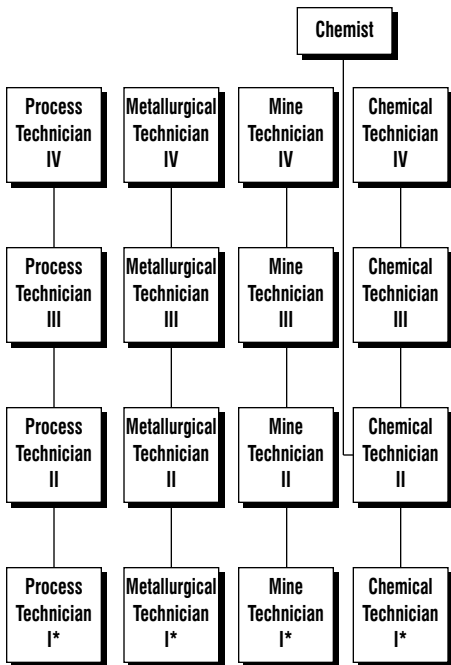 Chemist
Process
Technician
IV
Metallurgical
Technician
IV
Mine
Technician
IV
Chemical
Technician
IV
Process
Technician
III
Metallurgical
Technician
III
Mine
Technician
III
Chemical
Technician
III
Process
Technician
II
Metallurgical
Technician
II
Mine
Technician
II
Chemical
Technician
II
Process
Technician
I*
Metallurgical
Technician
I*
Mine
Technician
I*
Chemical
Technician
I*